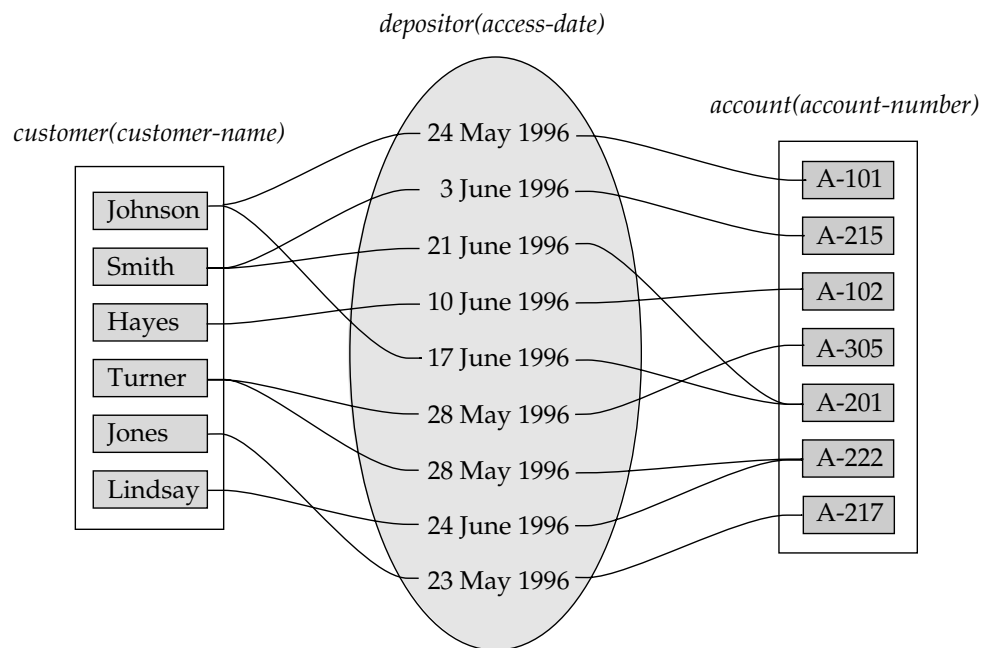 depositor(access-date)
customer(customer-name)
account(account-number)
Johnson
Smith
Hayes
Turner
Jones
Lindsay
24 May 1996
3 June 1996
21 June 1996
10 June 1996
17 June 1996
28 May 1996
28 May 1996
24 June 1996
23 May 1996
A-101
A-215
A-102
A-305
A-201
A-222
A-217